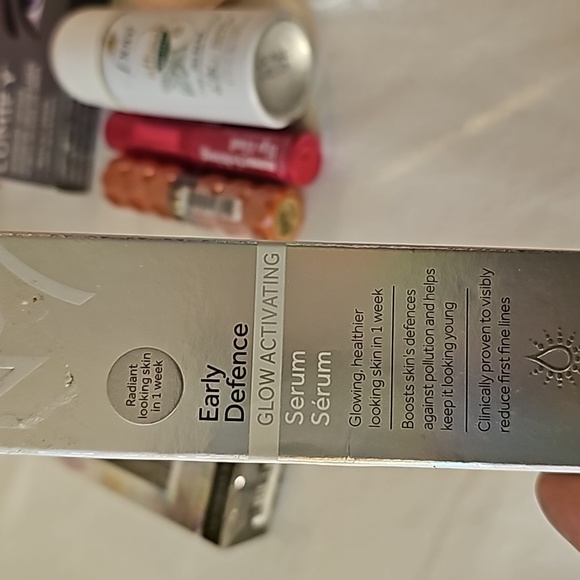 Radiant
looking skin
in 1 week
Early
Defence
GLOW ACTIVATING
Serum
Sérum
Glowing, healthier
looking skin in 1 week
Boosts skin's defences
against pollution and helps
keep it looking young
Clinically proven to visibly
reduce first fine lines